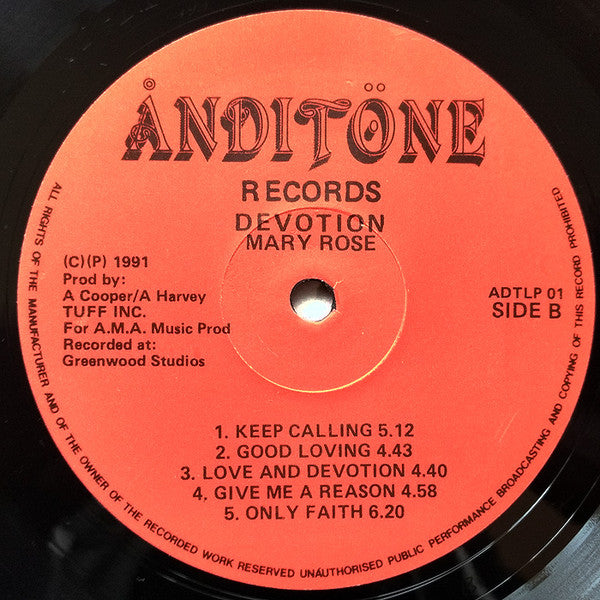 ÅNDITÖNE
RECORDS
DEVOTION
MARY ROSE
(C)(P) 1991
Prod by:
A Cooper/A Harvey
TUFF INC.
For A.M.A. Music Prod
Recorded at:
Greenwood Studios
ADTLP 01
SIDE B
1. KEEP CALLING 5.12
2. GOOD LOVING 4.43
3. LOVE AND DEVOTION 4.40
4. GIVE ME A REASON 4.58
5. ONLY FAITH 6.20
ALL RIGHTS OF THE MANUFACTURER AND OF THE OWNER OF THE RECORDED WORK RESERVED UNAUTHORISED PUBLIC PERFORMANCE BROADCASTING AND COPYING OF THIS RECORD PROHIBITED